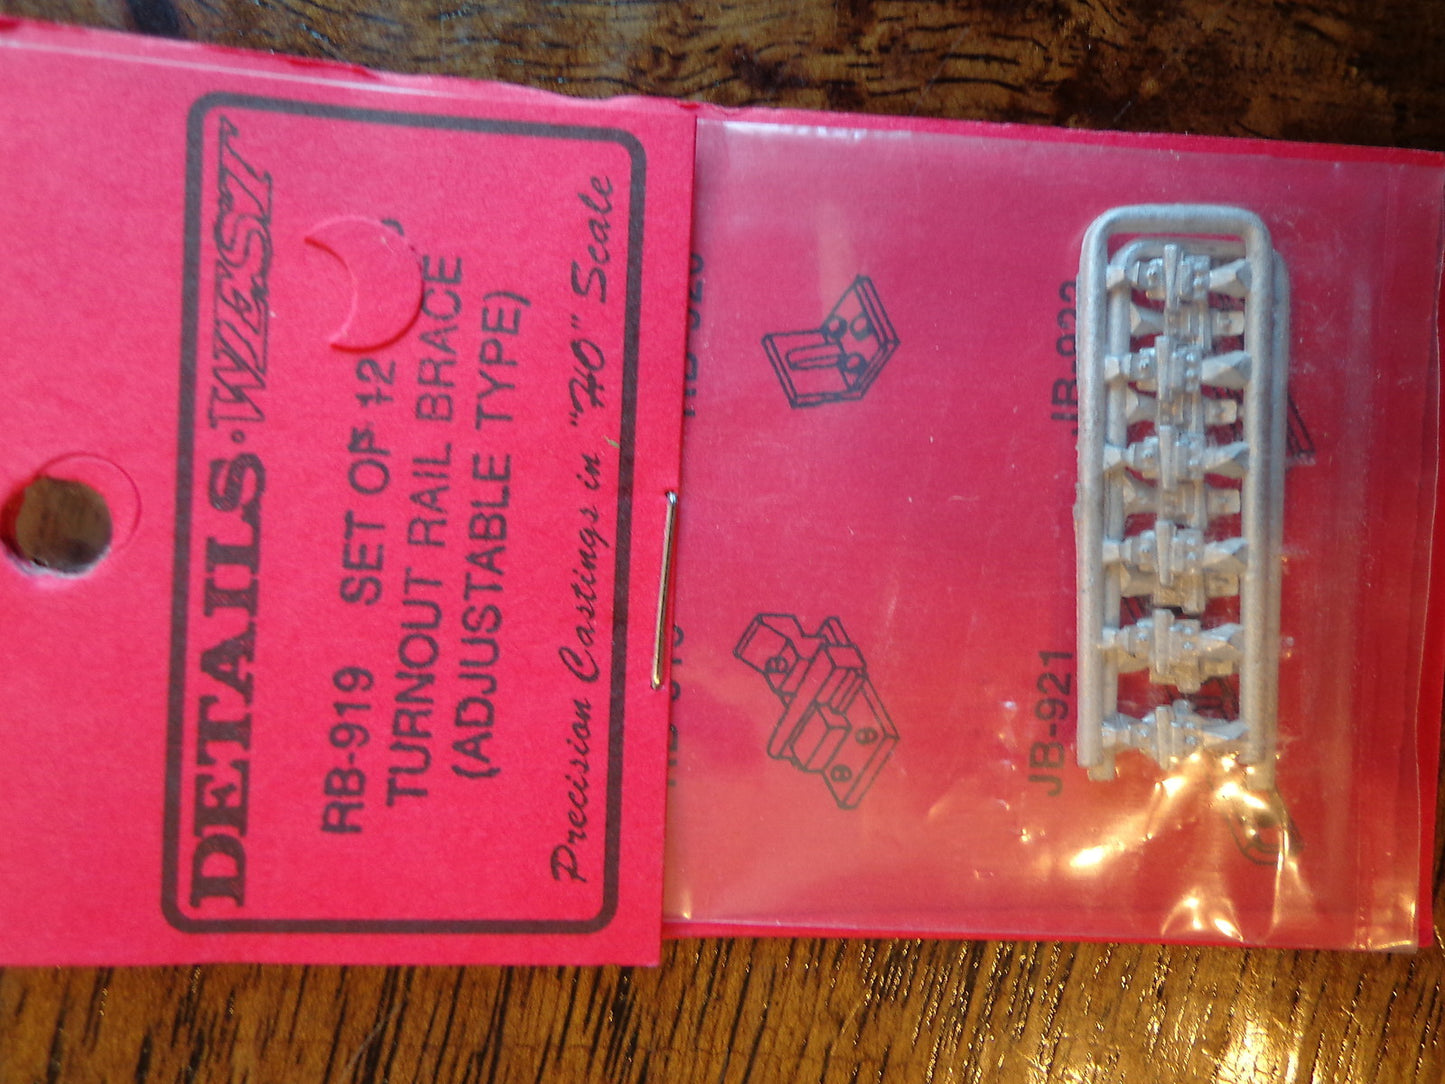 DETAILS·WEST
RB-919 SET OF 12
TURNOUT RAIL BRACE
(ADJUSTABLE TYPE)
Precision Castings in "HO" Scale
JB-921
B
B
B